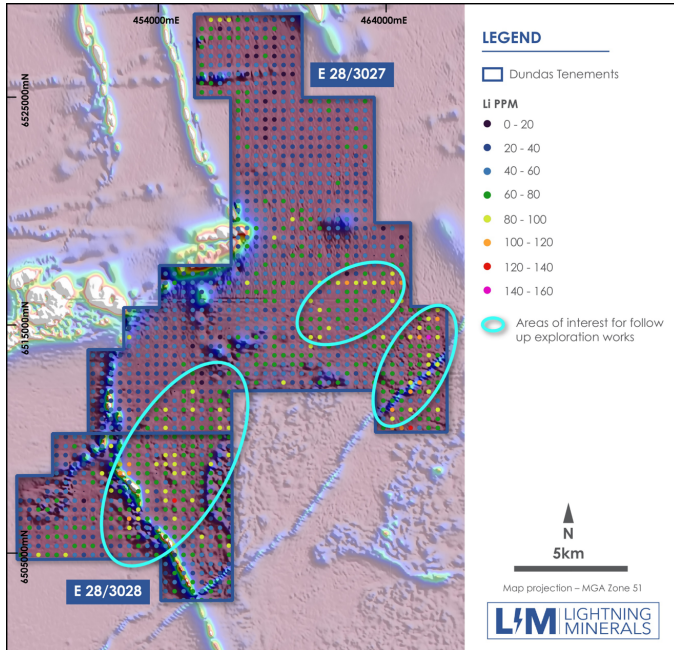 454000mE
464000mE
E 28/3027
6525000mN
6515000mN
6505000mN
E 28/3028
LEGEND
Dundas Tenements
Li PPM
0 - 20
20 - 40
40 - 60
60 - 80
80 - 100
100 - 120
120 - 140
140 - 160
Areas of interest for follow
up exploration works
N
5km
Map projection – MGA Zone 51
LM LIGHTNING
MINERALS